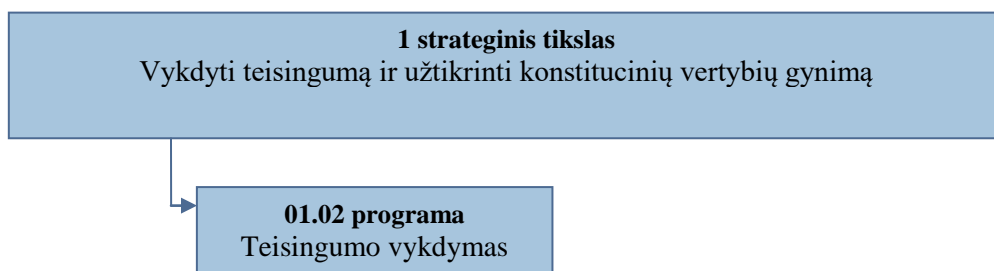 1 strateginis tikslas
Vykdyti teisingumą ir užtikrinti konstitucinių vertybių gynimą
01.02 programa
Teisingumo vykdymas